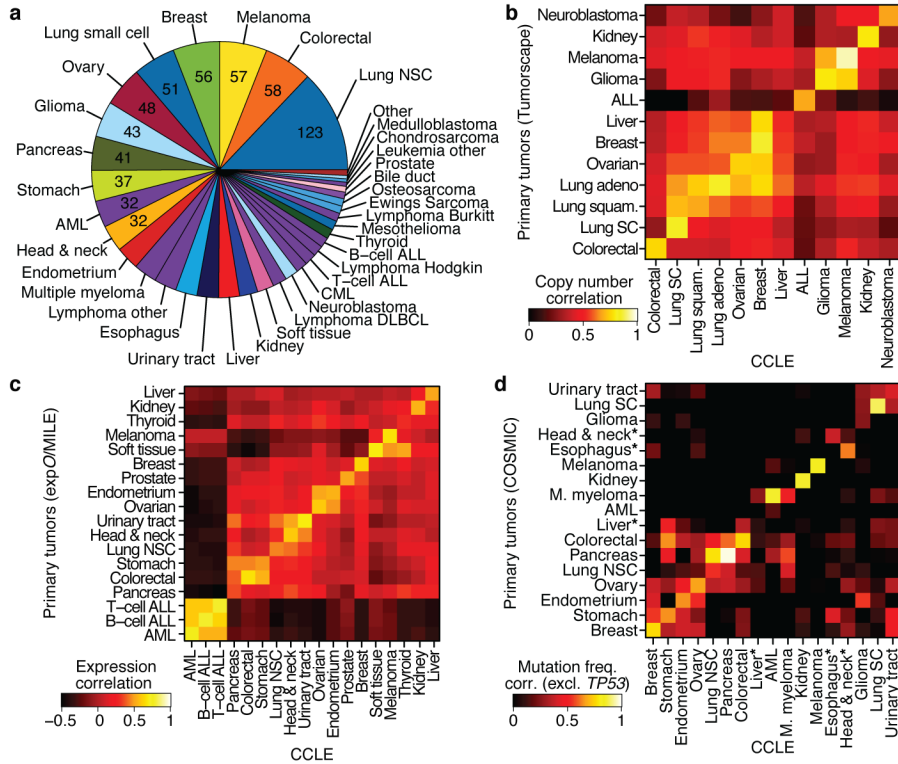 a
Breast
Melanoma
Lung small cell
Colorectal
Ovary
Lung NSC
Glioma
Pancreas
Stomach
AML
Head & neck
Endometrium
Multiple myeloma
Lymphoma other
Esophagus
Urinary tract
Liver
Kidney
Soft tissue
Lymphoma DLBCL
Neuroblastoma
CML
T-cell ALL
Lymphoma Hodgkin
B-cell ALL
Thyroid
Mesothelioma
Lymphoma Burkitt
Ewings Sarcoma
Osteosarcoma
Bile duct
Prostate
Leukemia other
Chondrosarcoma
Medulloblastoma
Other
56
57
51
58
48
123
43
41
37
32
32
b
Primary tumors (Tumorscape)
Neuroblastoma
Kidney
Melanoma
Glioma
ALL
Liver
Breast
Ovarian
Lung adeno
Lung squam.
Lung SC
Colorectal
Colorectal
Lung SC
Lung squam.
Lung adeno
Ovarian
Breast
Liver
ALL
Glioma
Melanoma
Kidney
Neuroblastoma
CCLE
Copy number
correlation
0 0.5 1
c
Primary tumors (expO/MILE)
Liver
Kidney
Thyroid
Melanoma
Soft tissue
Breast
Prostate
Endometrium
Ovarian
Urinary tract
Head & neck
Lung NSC
Stomach
Colorectal
Pancreas
T-cell ALL
B-cell ALL
AML
AML
B-cell ALL
T-cell ALL
Pancreas
Colorectal
Stomach
Lung NSC
Head & neck
Urinary tract
Ovarian
Endometrium
Prostate
Breast
Soft tissue
Melanoma
Thyroid
Kidney
Liver
CCLE
Expression
correlation
−0.5 0 0.5 1
d
Primary tumors (COSMIC)
Urinary tract
Lung SC
Glioma
Head & neck*
Esophagus*
Melanoma
Kidney
M. myeloma
AML
Liver*
Colorectal
Pancreas
Lung NSC
Ovary
Endometrium
Stomach
Breast
Breast
Stomach
Endometrium
Ovary
Lung NSC
Pancreas
Colorectal
Liver*
AML
M. myeloma
Kidney
Melanoma
Esophagus*
Head & neck*
Glioma
Lung SC
Urinary tract
CCLE
Mutation freq.
corr. (excl. TP53)
0 0.5 1